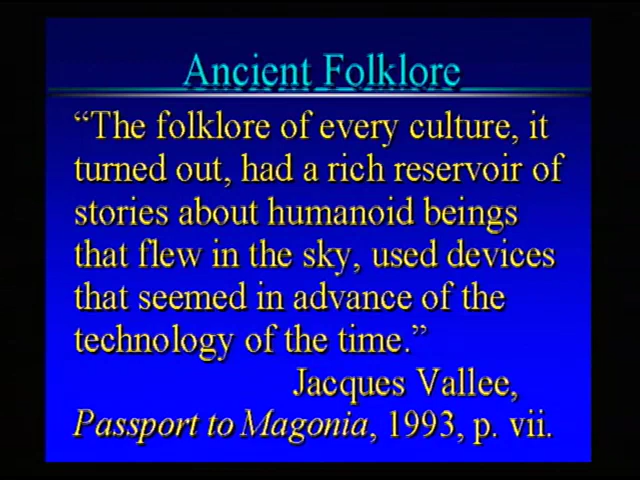 Ancient Folklore
“The folklore of every culture, it
turned out, had a rich reservoir of
stories about humanoid beings
that flew in the sky, used devices
that seemed in advance of the
technology of the time.”
Jacques Vallee,
Passport to Magonia, 1993, p. vii.